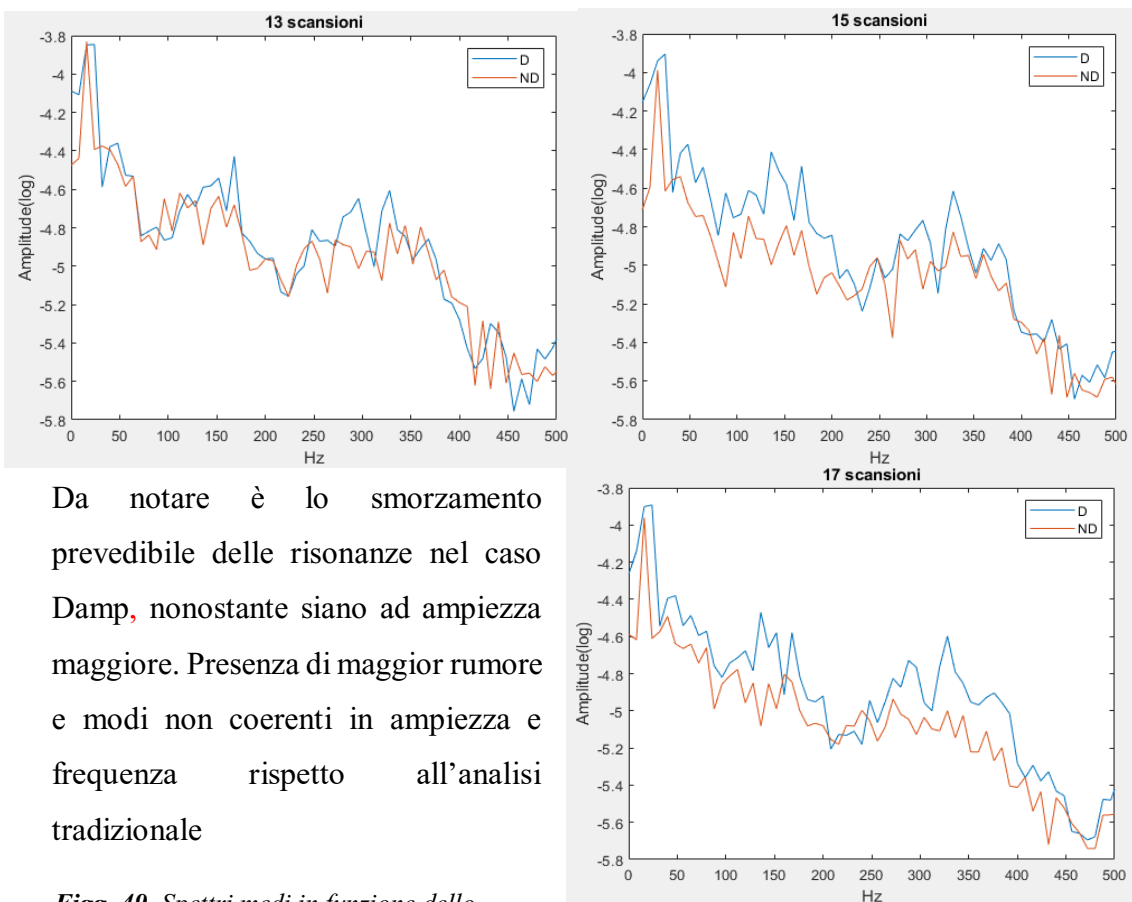 13 scansioni
-3.8
-4
-4.2
-4.4
-4.6
-4.8
-5
-5.2
-5.4
-5.6
-5.8
Amplitude(log)
0 50 100 150 200 250 300 350 400 450 500
Hz
D
ND
15 scansioni
-3.8
-4
-4.2
-4.4
-4.6
-4.8
-5
-5.2
-5.4
-5.6
-5.8
Amplitude(log)
0 50 100 150 200 250 300 350 400 450 500
Hz
D
ND
Da notare è lo smorzamento
prevedibile delle risonanze nel caso
Damp, nonostante siano ad ampiezza
maggiore. Presenza di maggior rumore
e modi non coerenti in ampiezza e
frequenza rispetto all’analisi
tradizionale
Figg. 40. Spettri medi in funzione dello
17 scansioni
-3.8
-4
-4.2
-4.4
-4.6
-4.8
-5
-5.2
-5.4
-5.6
-5.8
Amplitude(log)
0 50 100 150 200 250 300 350 400 450 500
Hz
D
ND